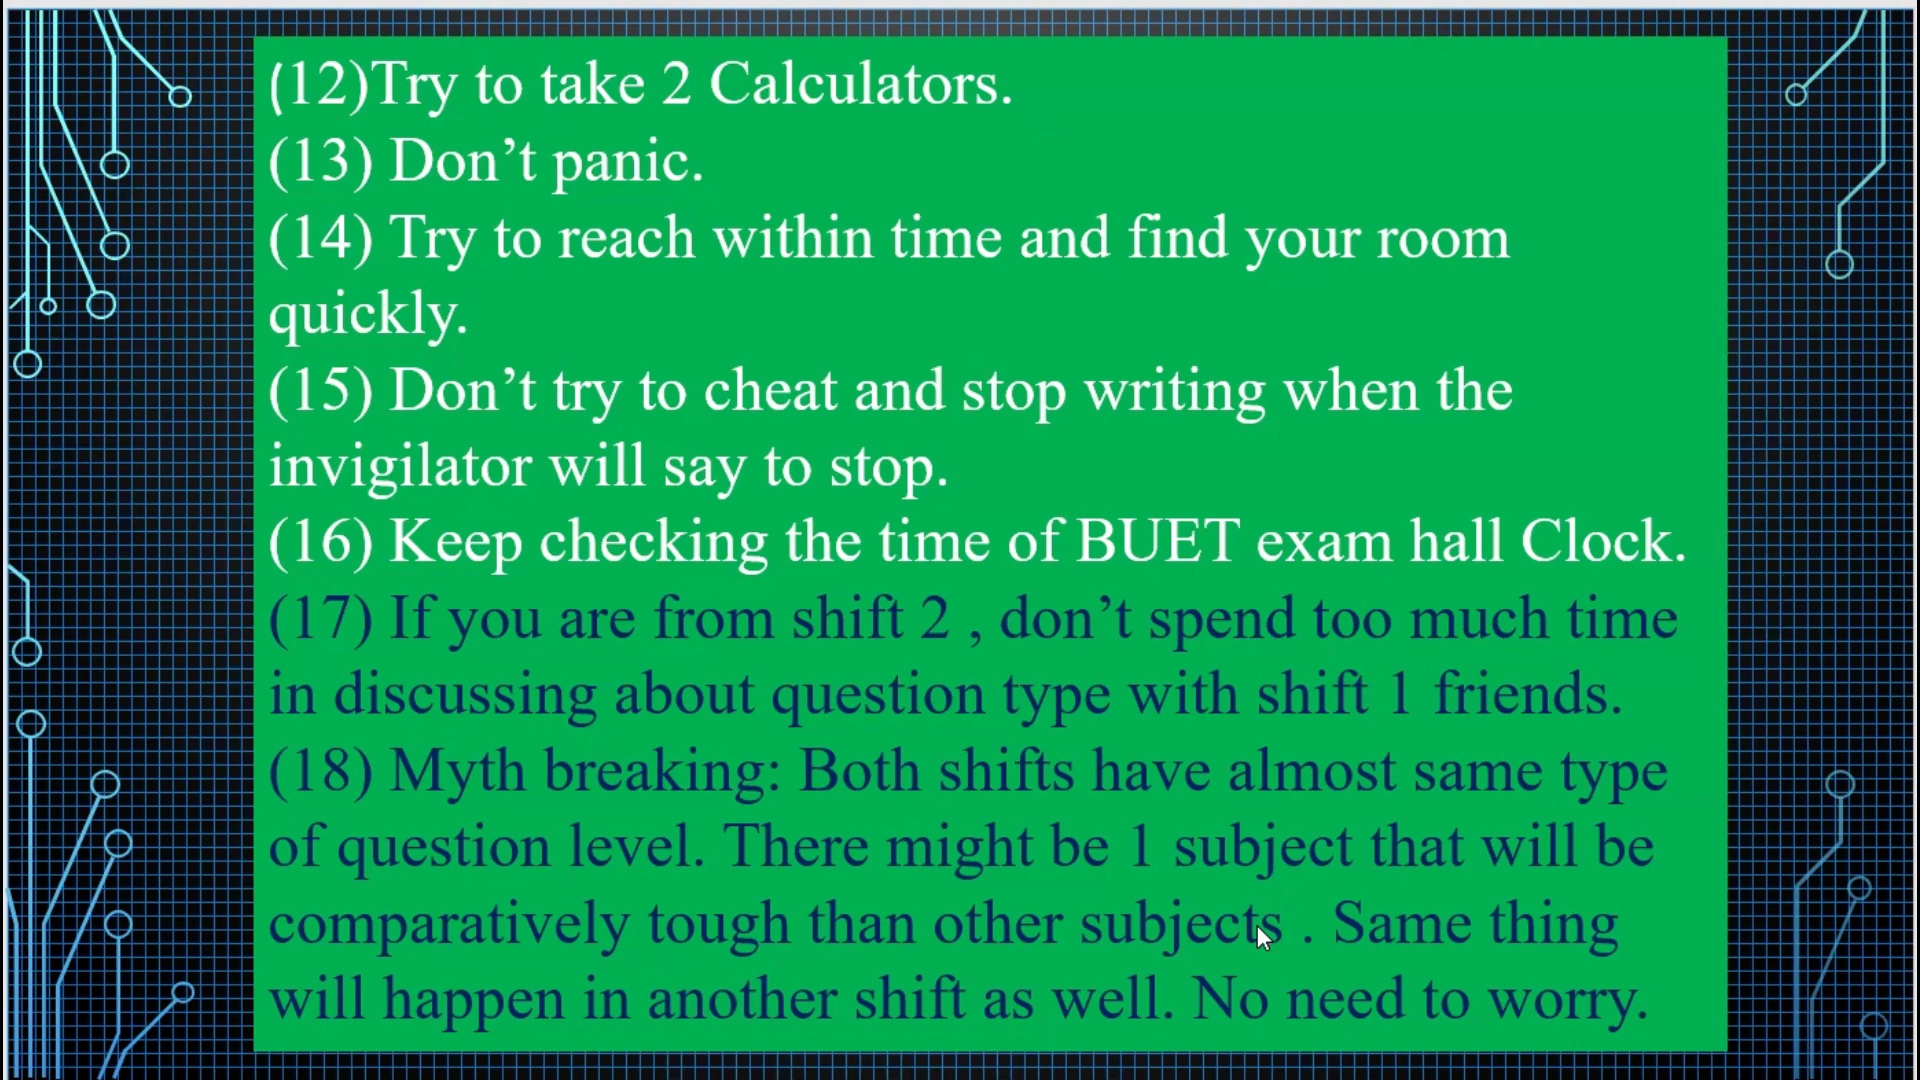 (12)Try to take 2 Calculators.
(13) Don’t panic.
(14) Try to reach within time and find your room
quickly.
(15) Don’t try to cheat and stop writing when the
invigilator will say to stop.
(16) Keep checking the time of BUET exam hall Clock.
(17) If you are from shift 2 , don’t spend too much time
in discussing about question type with shift 1 friends.
(18) Myth breaking: Both shifts have almost same type
of question level. There might be 1 subject that will be
comparatively tough than other subjects . Same thing
will happen in another shift as well. No need to worry.